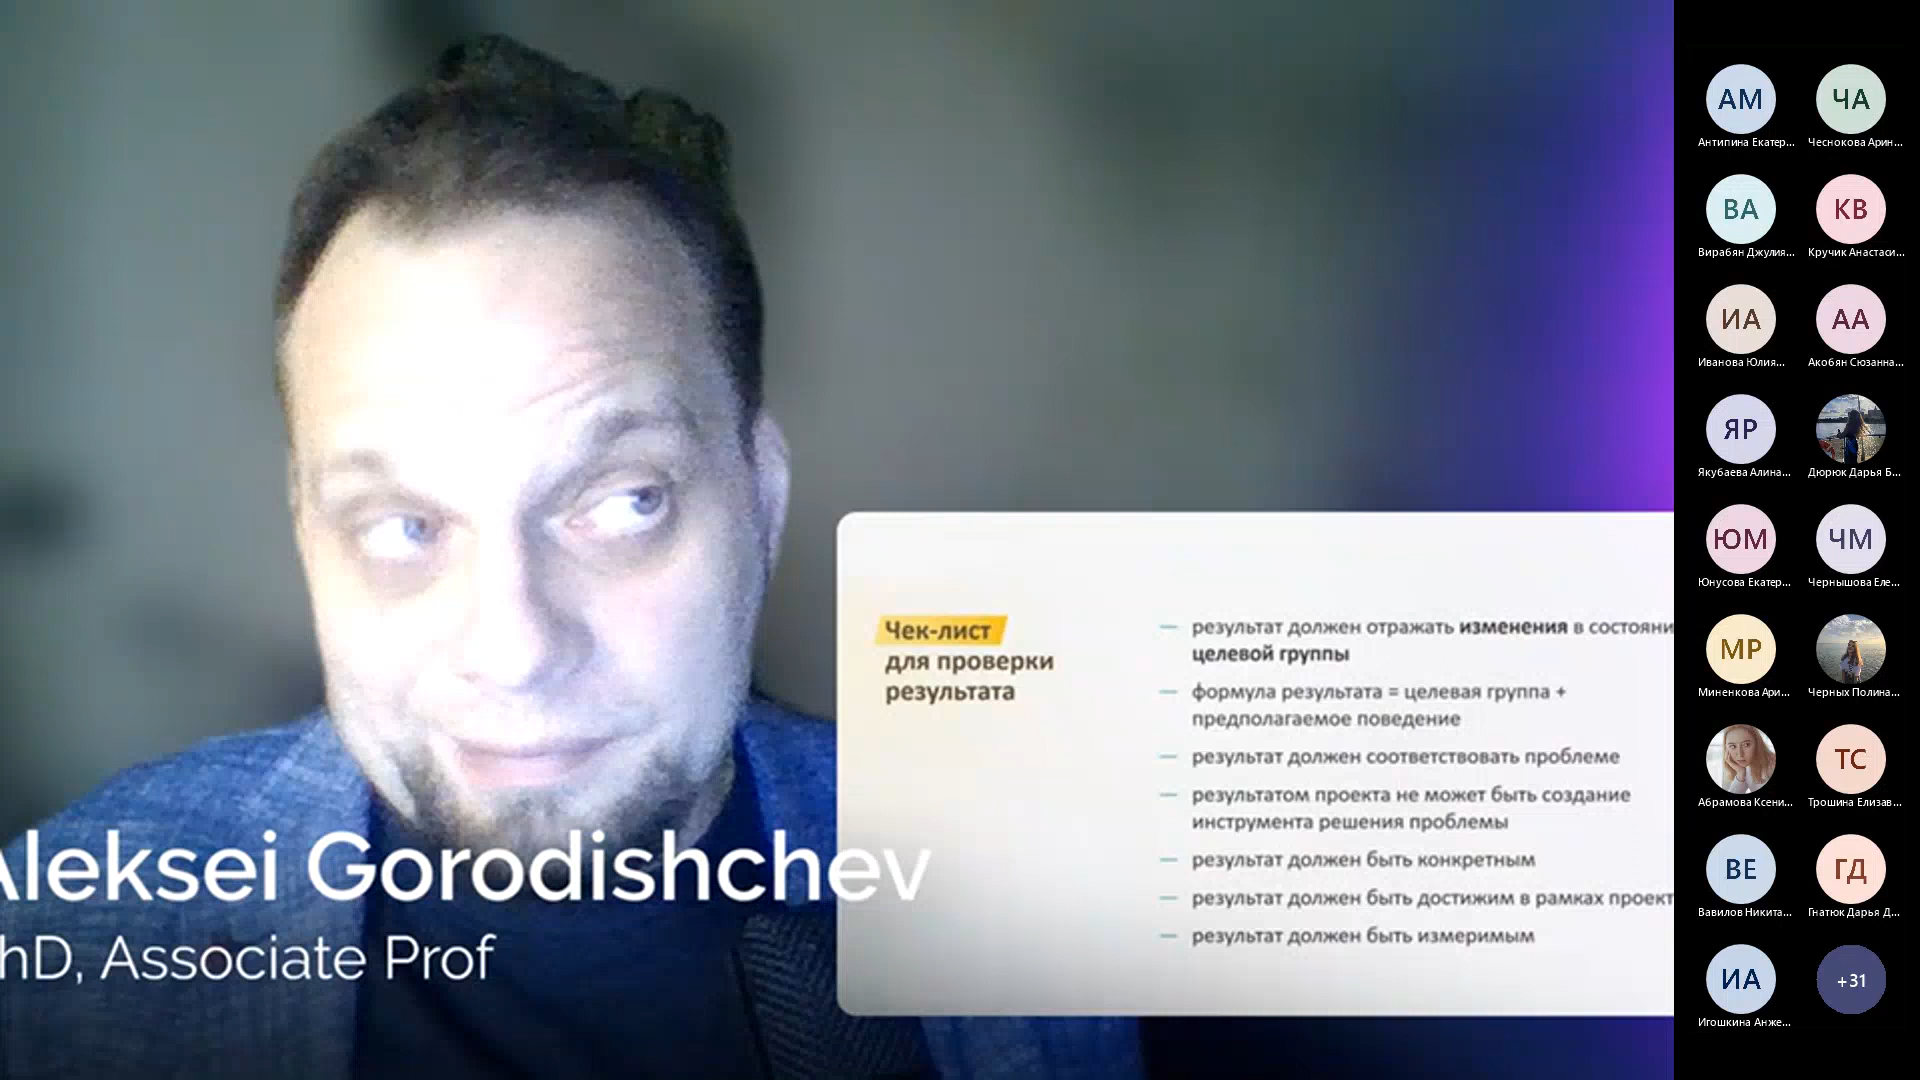 Aleksei Gorodishchev
hD, Associate Prof
Чек-лист
для проверки
результата
— результат должен отражать изменения в состояни
целевой группы
— формула результата = целевая группа +
предполагаемое поведение
— результат должен соответствовать проблеме
— результатом проекта не может быть создание
инструмента решения проблемы
— результат должен быть конкретным
— результат должен быть достижим в рамках проект
— результат должен быть измеримым
АМ
Антипина Екатер...
ЧА
Чеснокова Арин...
ВА
Вирабян Джулия...
КВ
Кручик Анастаси...
ИА
Иванова Юлия...
АА
Акобян Сюзанна...
ЯР
Якубаева Алина...
Дюрюк Дарья Б...
ЮМ
Юнусова Екатер...
ЧМ
Чернышова Еле...
МР
Миненкова Ари...
Черных Полина...
Абрамова Ксени...
ТС
Трошина Елизав...
ВЕ
Вавилов Никита...
ГД
Гнатюк Дарья Д...
ИА
Игошкина Анже...
+31